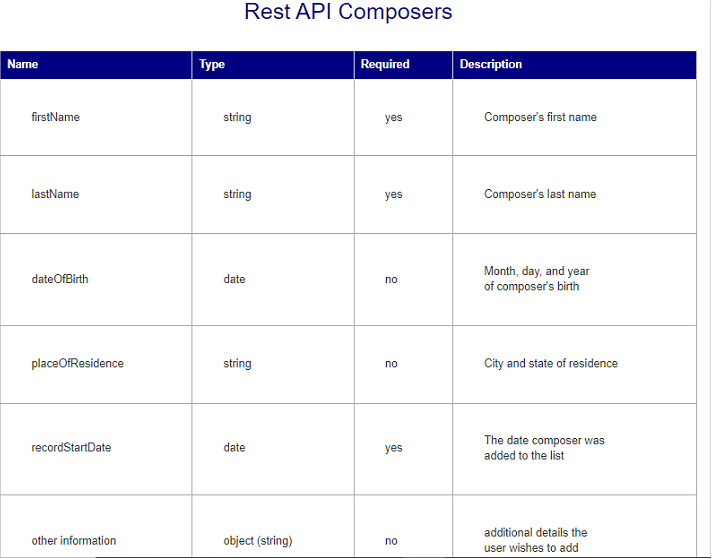 Rest API Composers
Name Type Required Description
firstName string yes Composer's first name
lastName string yes Composer's last name
dateOfBirth date no Month, day, and year
of composer's birth
placeOfResidence string no City and state of residence
recordStartDate date yes The date composer was
added to the list
other information object (string) no additional details the
user wishes to add